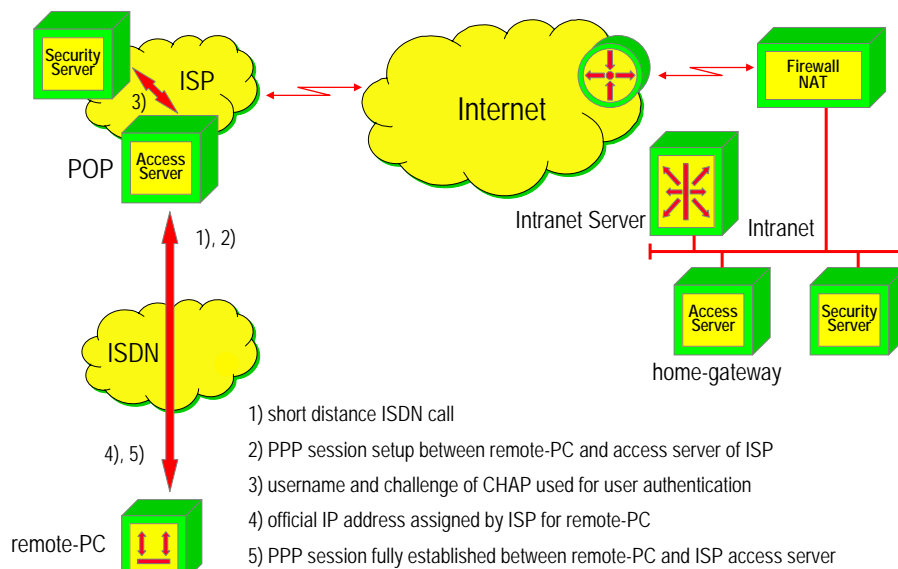 Security
Server
ISP
3)
POP
Access
Server
Internet
Firewall
NAT
Intranet Server
Intranet
1), 2)
Access
Server
Security
Server
home-gateway
ISDN
4), 5)
remote-PC
1) short distance ISDN call
2) PPP session setup between remote-PC and access server of ISP
3) username and challenge of CHAP used for user authentication
4) official IP address assigned by ISP for remote-PC
5) PPP session fully established between remote-PC and ISP access server